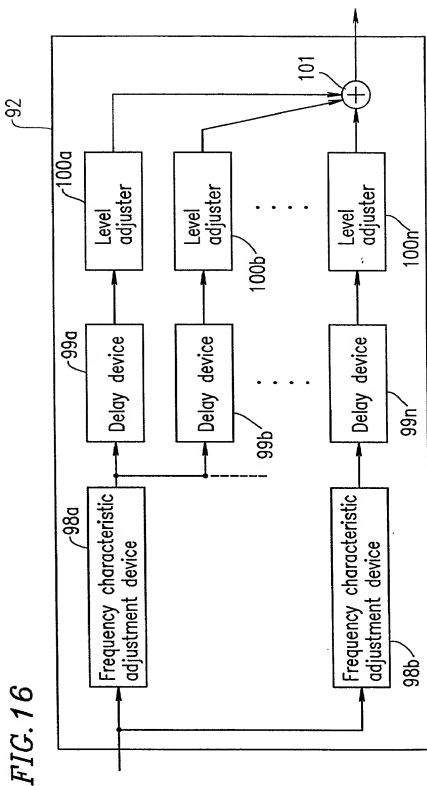 FIG. 16
92
98a
Frequency characteristic
adjustment device
99a
Delay device
100a
Level
adjuster
Delay device
99b
Level
adjuster
100b
101
+
. . . .
. . . .
Frequency characteristic
adjustment device
98b
Delay device
99n
Level
adjuster
100n